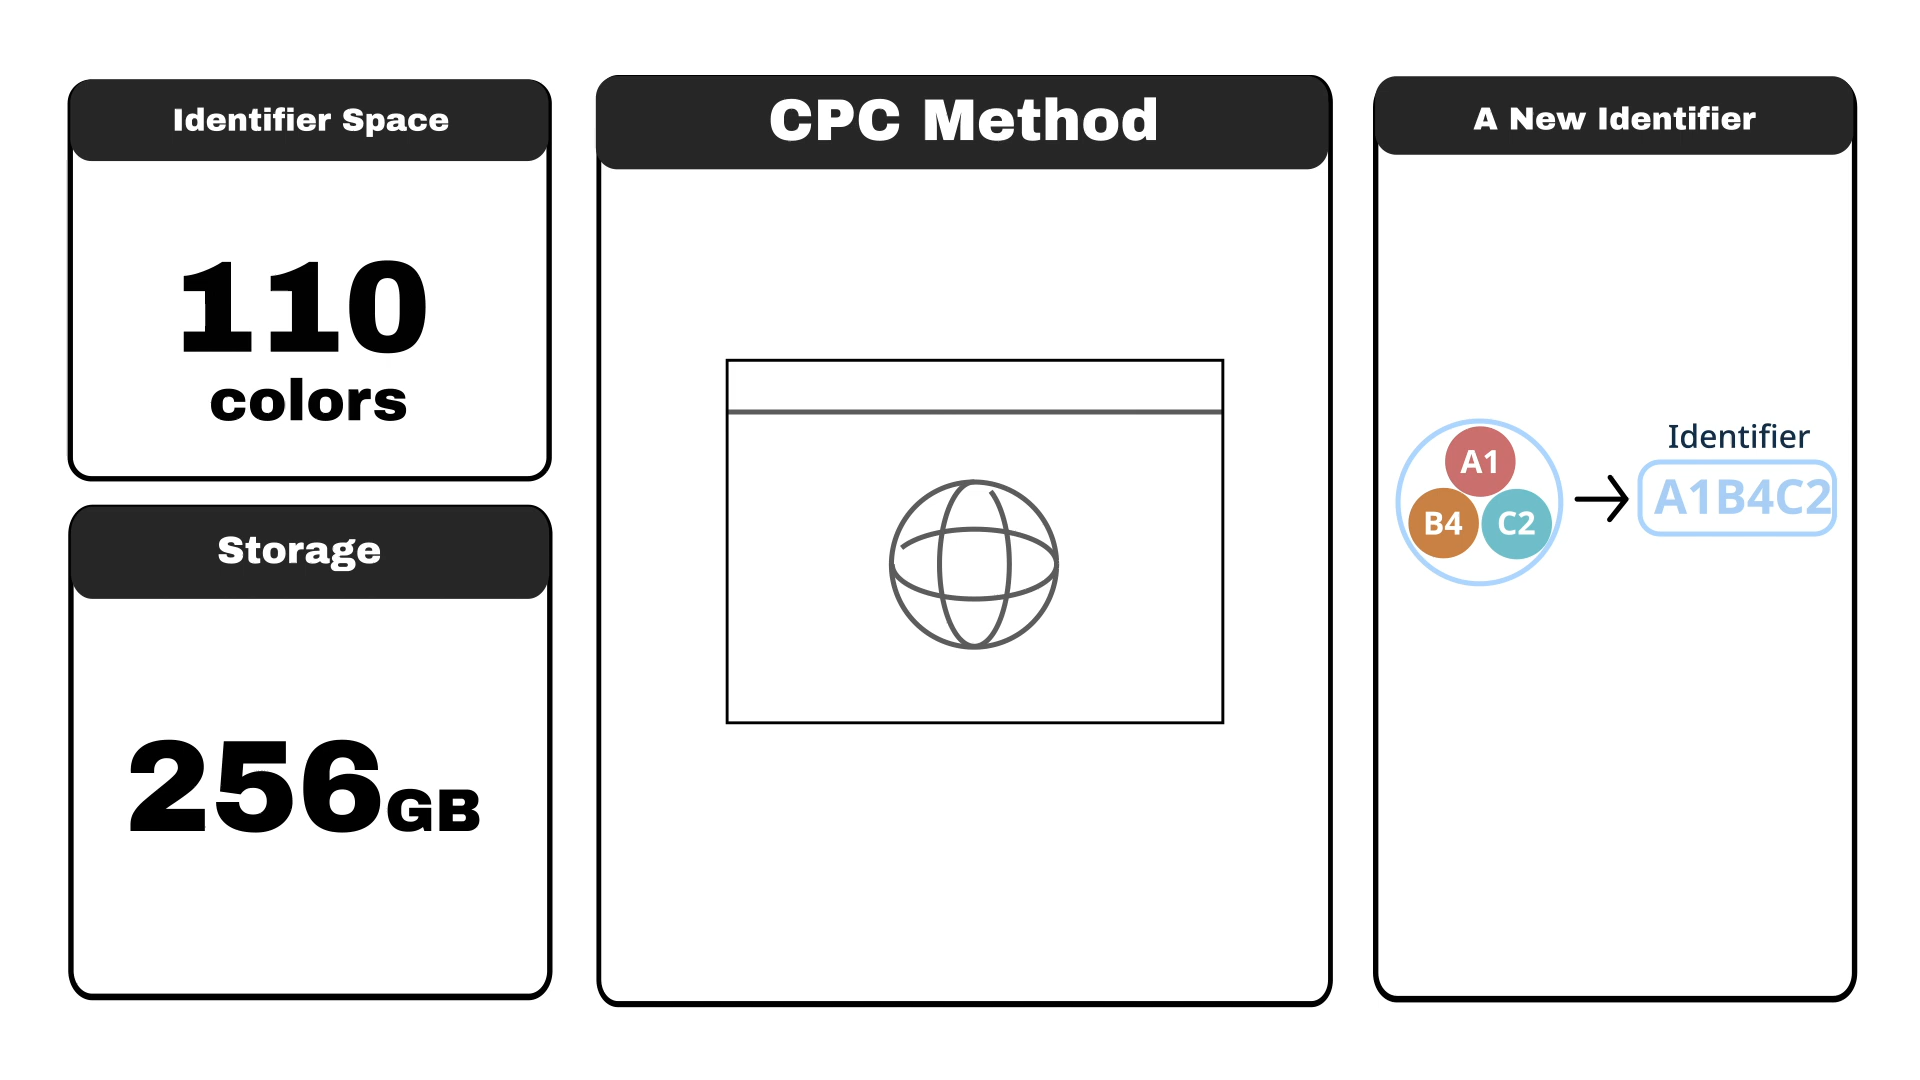 Identifier Space
110
colors
Storage
256GB
CPC Method
A New Identifier
A1
B4 C2
Identifier
A1B4C2